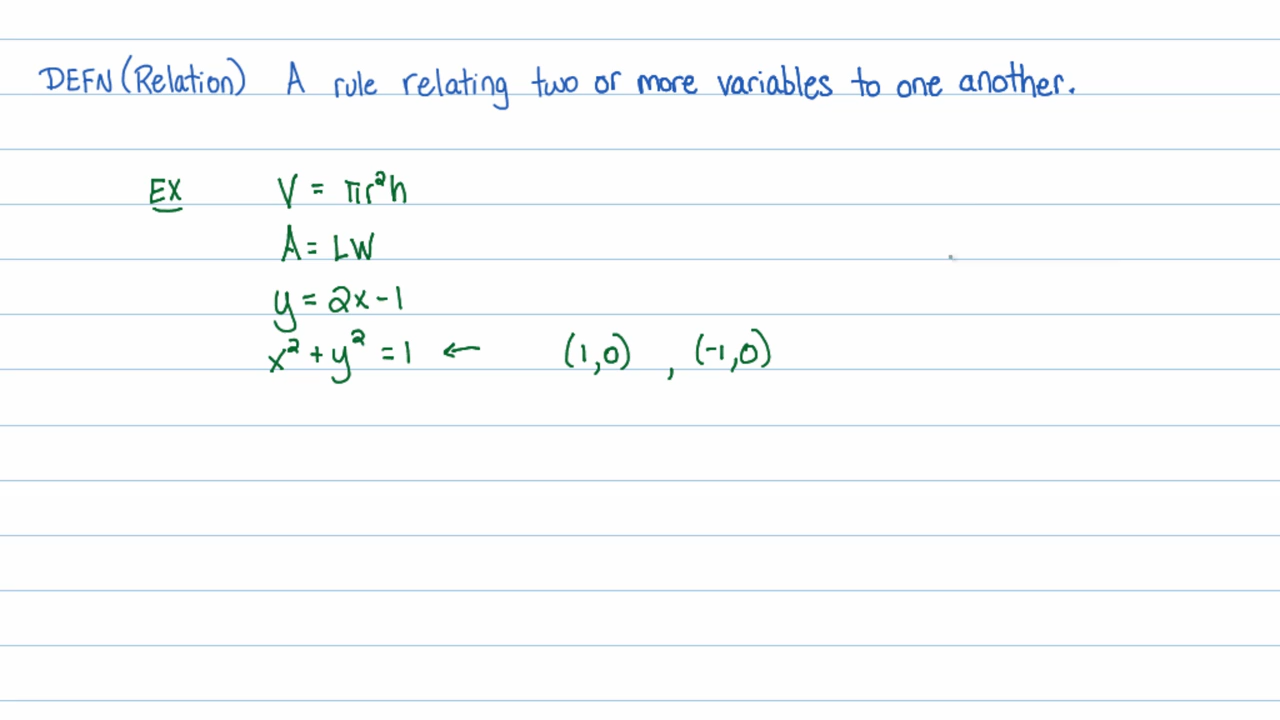 DEFN (Relation) A rule relating two or more variables to one another.
EX V = πr²h
A = LW
y = 2x - 1
x² + y² = 1 ← (1,0) , (-1,0)